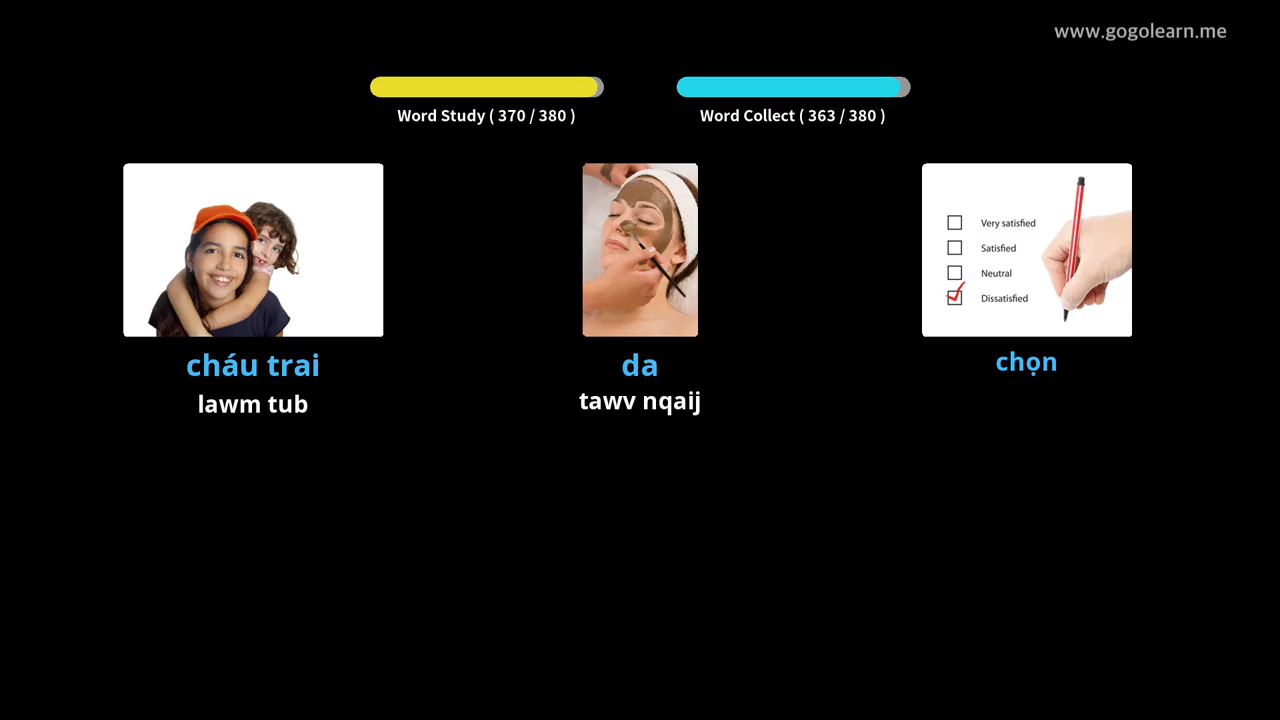 www.gogolearn.me
Word Study ( 370 / 380 )
Word Collect ( 363 / 380 )
Very satisfied
Satisfied
Neutral
Dissatisfied
cháu trai
da
chọn
lawm tub
tawv nqaij